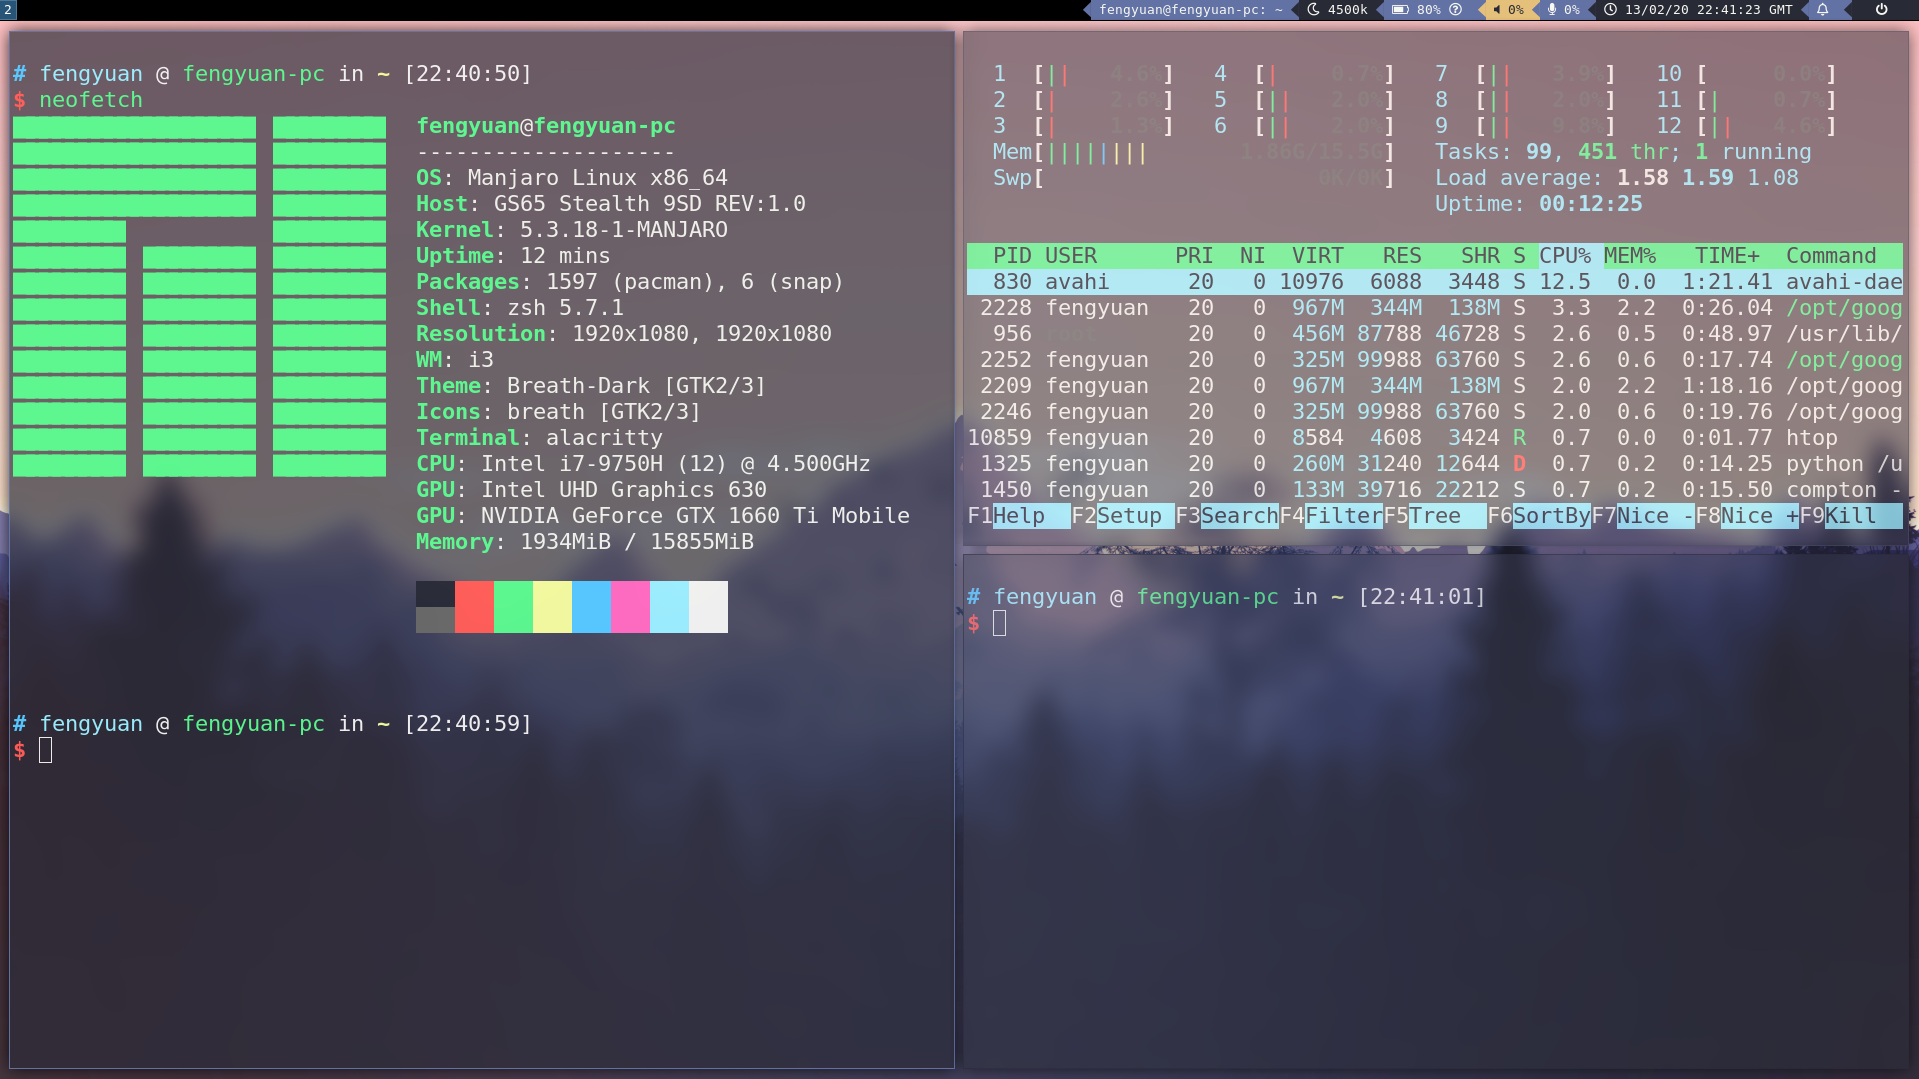 2
fengyuan@fengyuan-pc: ~ 4500k 80% 0% 0% 13/02/20 22:41:23 GMT
# fengyuan @ fengyuan-pc in ~ [22:40:50]
$ neofetch
fengyuan@fengyuan-pc
--------------------
OS: Manjaro Linux x86_64
Host: GS65 Stealth 9SD REV:1.0
Kernel: 5.3.18-1-MANJARO
Uptime: 12 mins
Packages: 1597 (pacman), 6 (snap)
Shell: zsh 5.7.1
Resolution: 1920x1080, 1920x1080
WM: i3
Theme: Breath-Dark [GTK2/3]
Icons: breath [GTK2/3]
Terminal: alacritty
CPU: Intel i7-9750H (12) @ 4.500GHz
GPU: Intel UHD Graphics 630
GPU: NVIDIA GeForce GTX 1660 Ti Mobile
Memory: 1934MiB / 15855MiB
# fengyuan @ fengyuan-pc in ~ [22:40:59]
$
1 [|| 4.6%] 4 [| 0.7%] 7 [|| 3.9%] 10 [ 0.0%]
2 [| 2.6%] 5 [|| 2.0%] 8 [|| 2.0%] 11 [| 0.7%]
3 [| 1.3%] 6 [|| 2.0%] 9 [|| 9.8%] 12 [|| 4.6%]
Mem[|||||||| 1.86G/15.5G] Tasks: 99, 451 thr; 1 running
Swp[ 0K/0K] Load average: 1.58 1.59 1.08
Uptime: 00:12:25
PID USER PRI NI VIRT RES SHR S CPU% MEM% TIME+ Command
830 avahi 20 0 10976 6088 3448 S 12.5 0.0 1:21.41 avahi-dae
2228 fengyuan 20 0 967M 344M 138M S 3.3 2.2 0:26.04 /opt/goog
956 root 20 0 456M 87788 46728 S 2.6 0.5 0:48.97 /usr/lib/
2252 fengyuan 20 0 325M 99988 63760 S 2.6 0.6 0:17.74 /opt/goog
2209 fengyuan 20 0 967M 344M 138M S 2.0 2.2 1:18.16 /opt/goog
2246 fengyuan 20 0 325M 99988 63760 S 2.0 0.6 0:19.76 /opt/goog
10859 fengyuan 20 0 8584 4608 3424 R 0.7 0.0 0:01.77 htop
1325 fengyuan 20 0 260M 31240 12644 D 0.7 0.2 0:14.25 python /u
1450 fengyuan 20 0 133M 39716 22212 S 0.7 0.2 0:15.50 compton -
F1Help F2Setup F3SearchF4FilterF5Tree F6SortByF7Nice -F8Nice +F9Kill
# fengyuan @ fengyuan-pc in ~ [22:41:01]
$